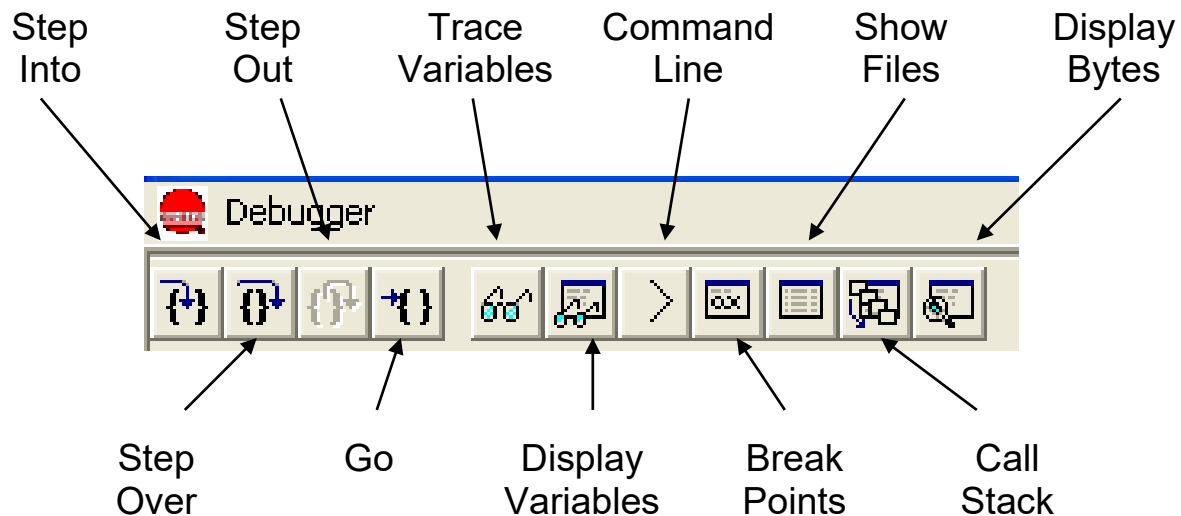 Step
Into
Step
Out
Trace
Variables
Command
Line
Show
Files
Display
Bytes
Debugger
Step
Over
Go
Display
Variables
Break
Points
Call
Stack